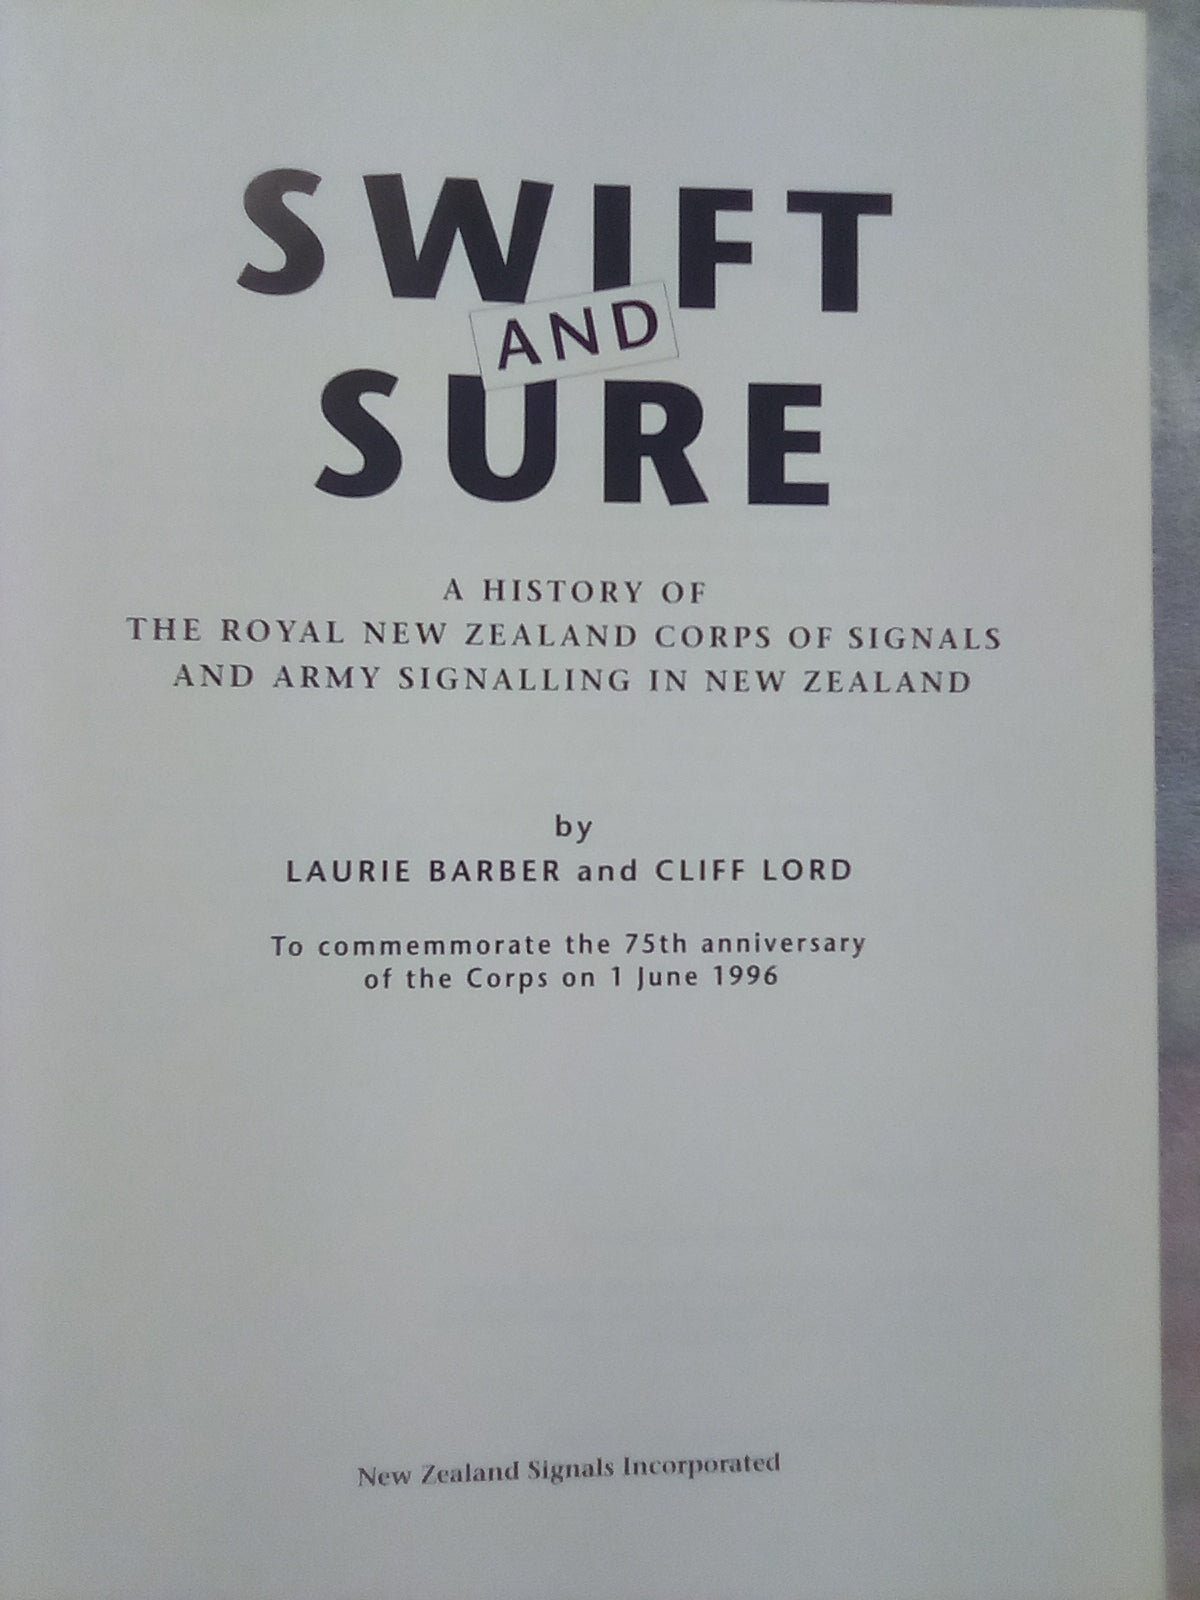 SWIFT
AND
SURE
A HISTORY OF
THE ROYAL NEW ZEALAND CORPS OF SIGNALS
AND ARMY SIGNALLING IN NEW ZEALAND
by
LAURIE BARBER and CLIFF LORD
To commemmorate the 75th anniversary
of the Corps on 1 June 1996
New Zealand Signals Incorporated